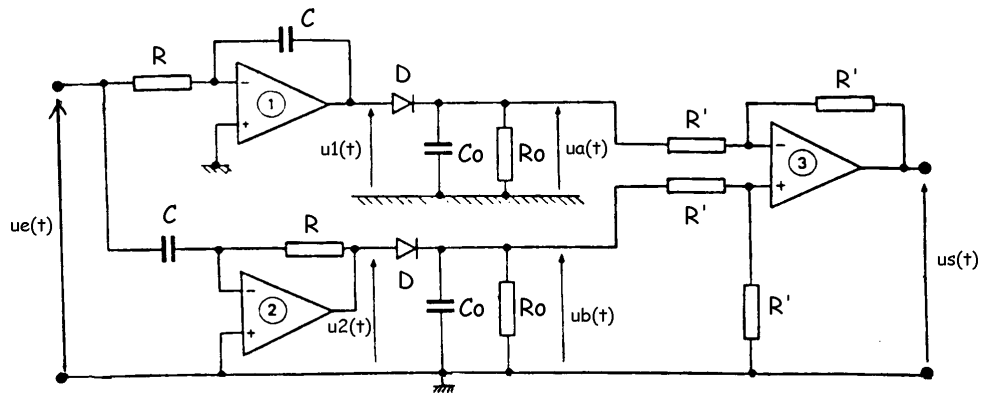 C
R
-
+
1
D
u1(t)
Co
Ro
ua(t)
R'
R'
-
+
3
R'
R'
ue(t)
C
R
-
+
2
u2(t)
D
Co
Ro
ub(t)
us(t)